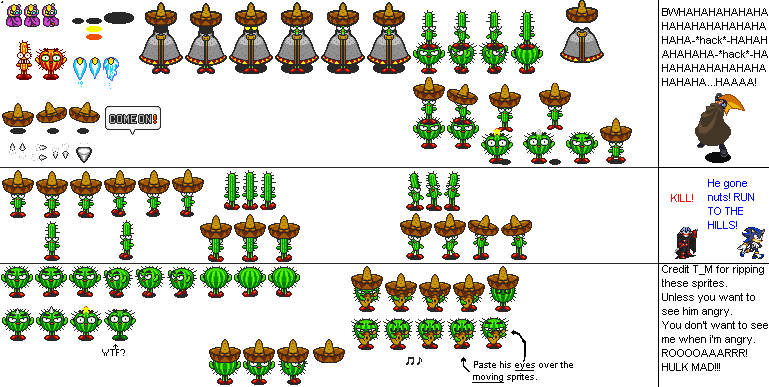 BWHAHAHAHAHAHA
HAHAHAHAHAHAHA
HAHA-*hack*-HAHAH
AHAHAHA-*hack*-HA
HAHAHAHAHAHAHA
HAHAHA...HAAAA!
COME ON!
KILL!
He gone
nuts! RUN
TO THE
HILLS!
Credit T_M for ripping
these sprites.
Unless you want to
see him angry.
You don't want to see
me when i'm angry.
ROOOOAAARRR!
HULK MAD!!!
WTF?
Paste his eyes over the
moving sprites.